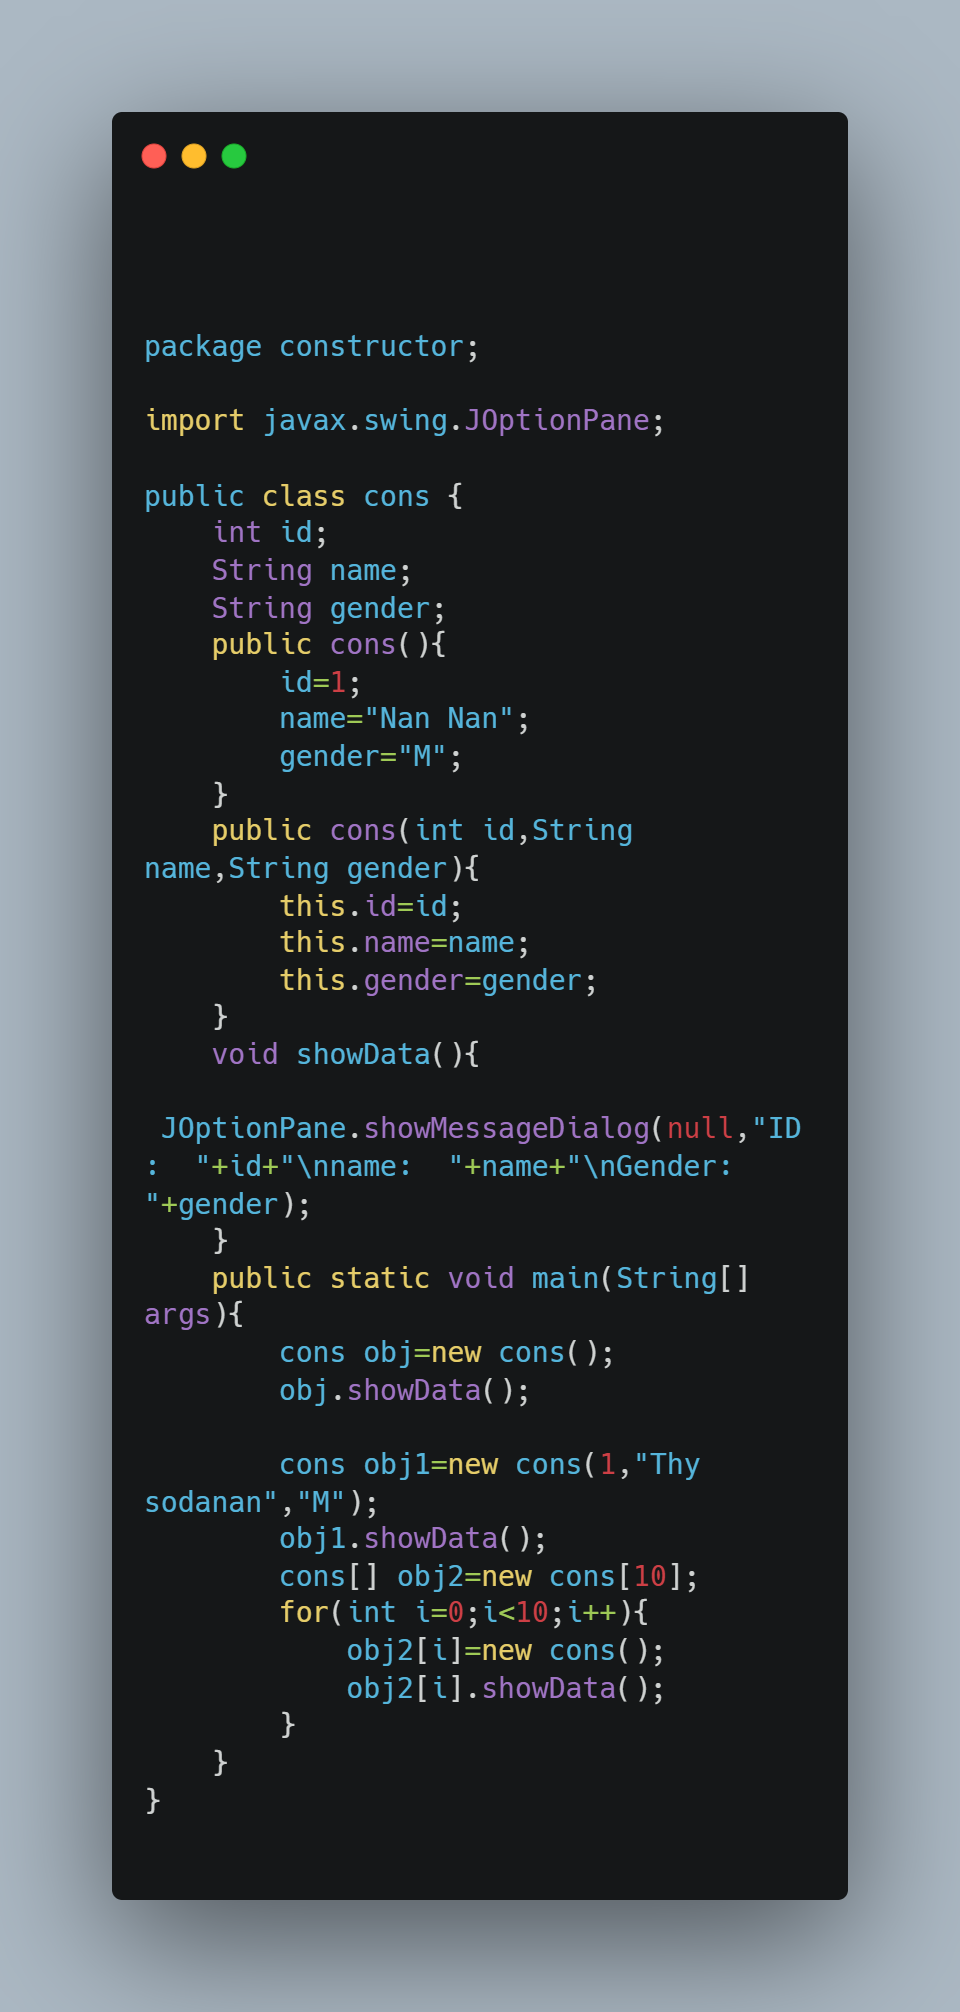 package constructor;
import javax.swing.JOptionPane;
public class cons {
    int id;
    String name;
    String gender;
    public cons(){
        id=1;
        name="Nan Nan";
        gender="M";
    }
    public cons(int id,String
name,String gender){
        this.id=id;
        this.name=name;
        this.gender=gender;
    }
    void showData(){
 JOptionPane.showMessageDialog(null,"ID
:  "+id+"\nname:  "+name+"\nGender:
"+gender);
    }
    public static void main(String[]
args){
        cons obj=new cons();
        obj.showData();
        cons obj1=new cons(1,"Thy
sodanan","M");
        obj1.showData();
        cons[] obj2=new cons[10];
        for(int i=0;i<10;i++){
            obj2[i]=new cons();
            obj2[i].showData();
        }
    }
}